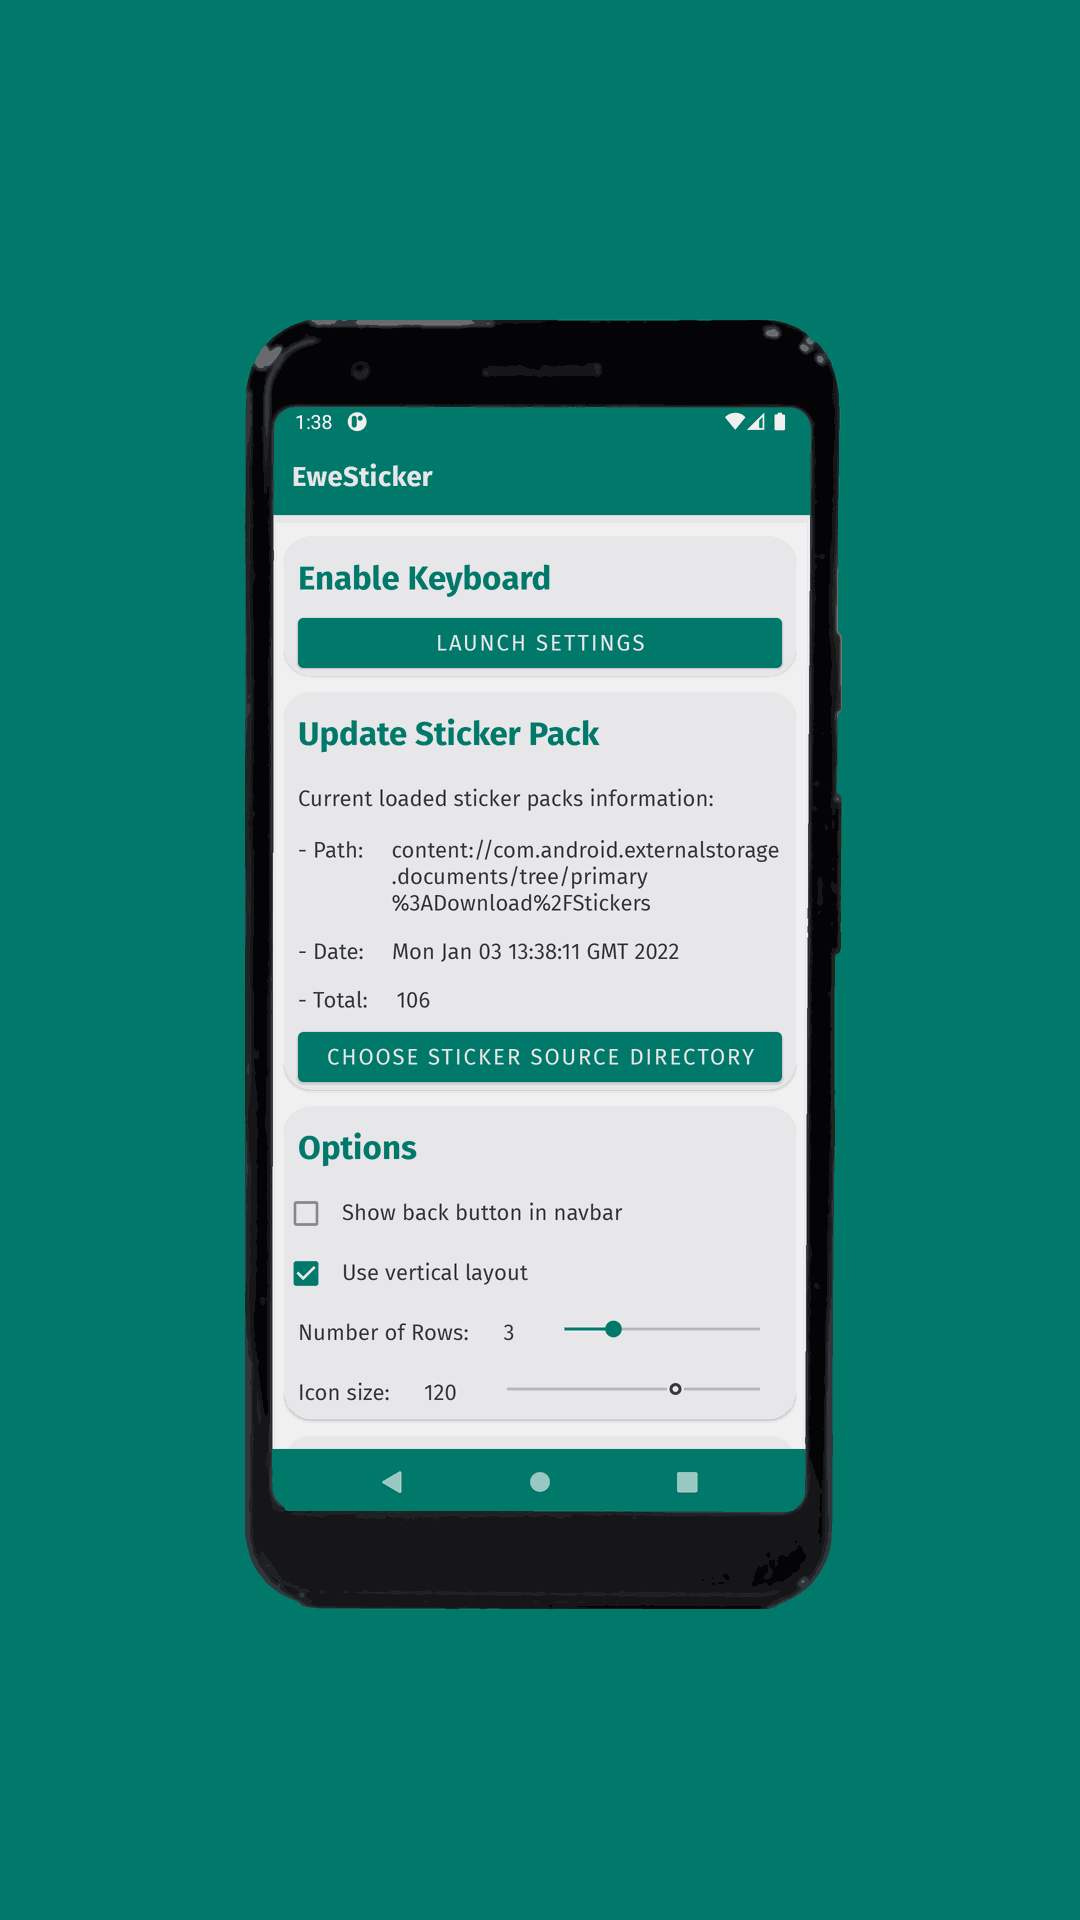 1:38
EweSticker
Enable Keyboard
LAUNCH SETTINGS
Update Sticker Pack
Current loaded sticker packs information:
- Path: content://com.android.externalstorage
.documents/tree/primary
%3ADownload%2FStickers
- Date: Mon Jan 03 13:38:11 GMT 2022
- Total: 106
CHOOSE STICKER SOURCE DIRECTORY
Options
Show back button in navbar
Use vertical layout
Number of Rows: 3
Icon size: 120